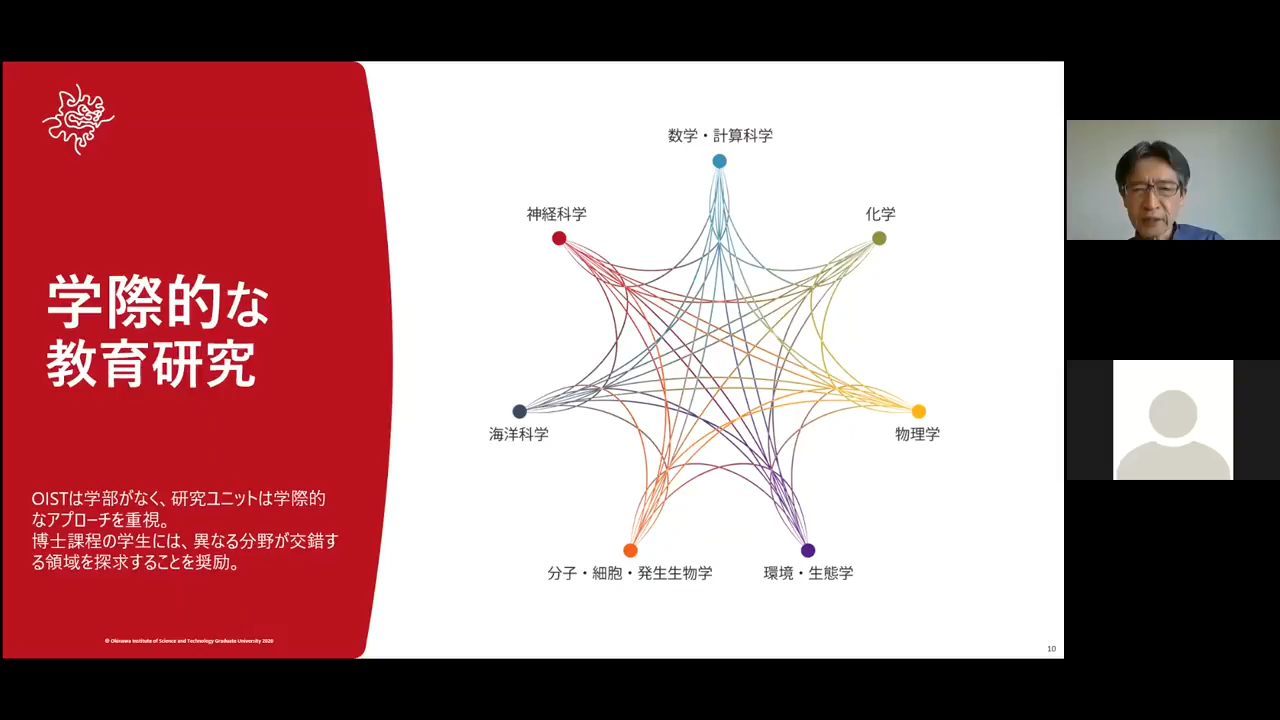 学際的な
教育研究
OISTは学部がなく、研究ユニットは学際的
なアプローチを重視。
博士課程の学生には、異なる分野が交錯す
る領域を探求することを奨励。
© Okinawa Institute of Science and Technology Graduate University 2020
数学・計算科学
神経科学
化学
海洋科学
物理学
分子・細胞・発生生物学
環境・生態学
10